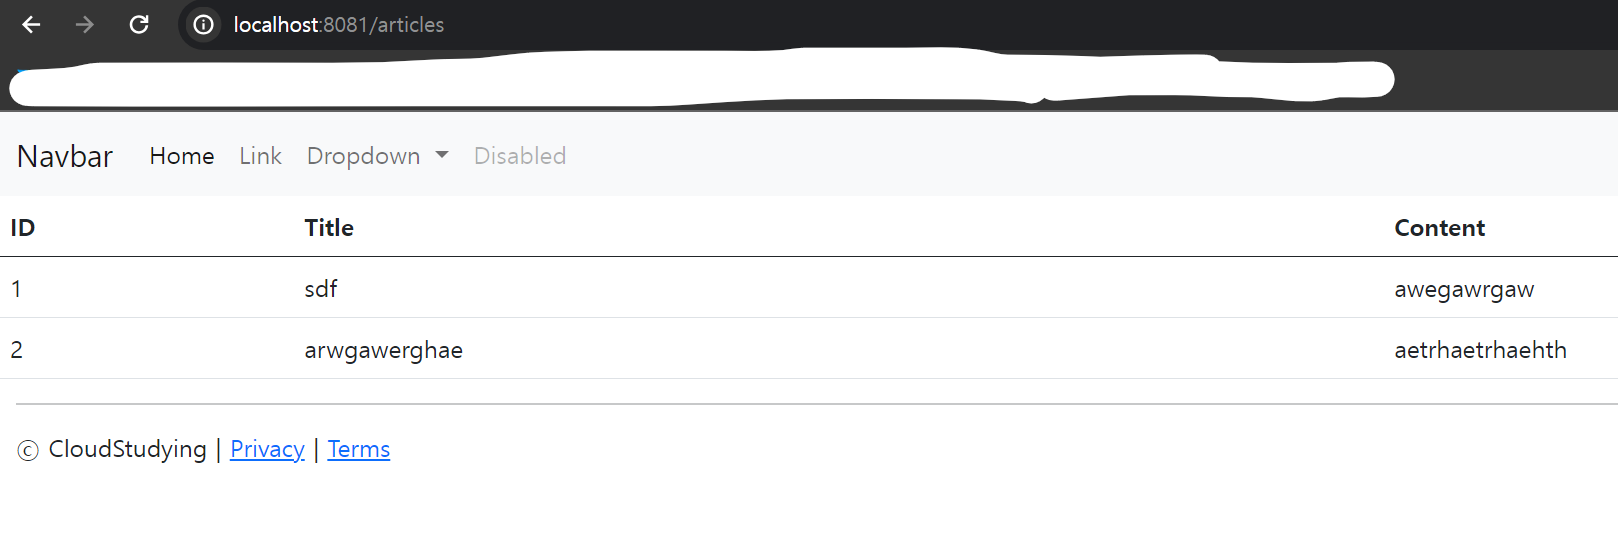 localhost:8081/articles
Navbar Home Link Dropdown Disabled
ID Title Content
1 sdf awegawrgaw
2 arwgawerghae aetrhaetrhaehth
ⓒ CloudStudying | Privacy | Terms